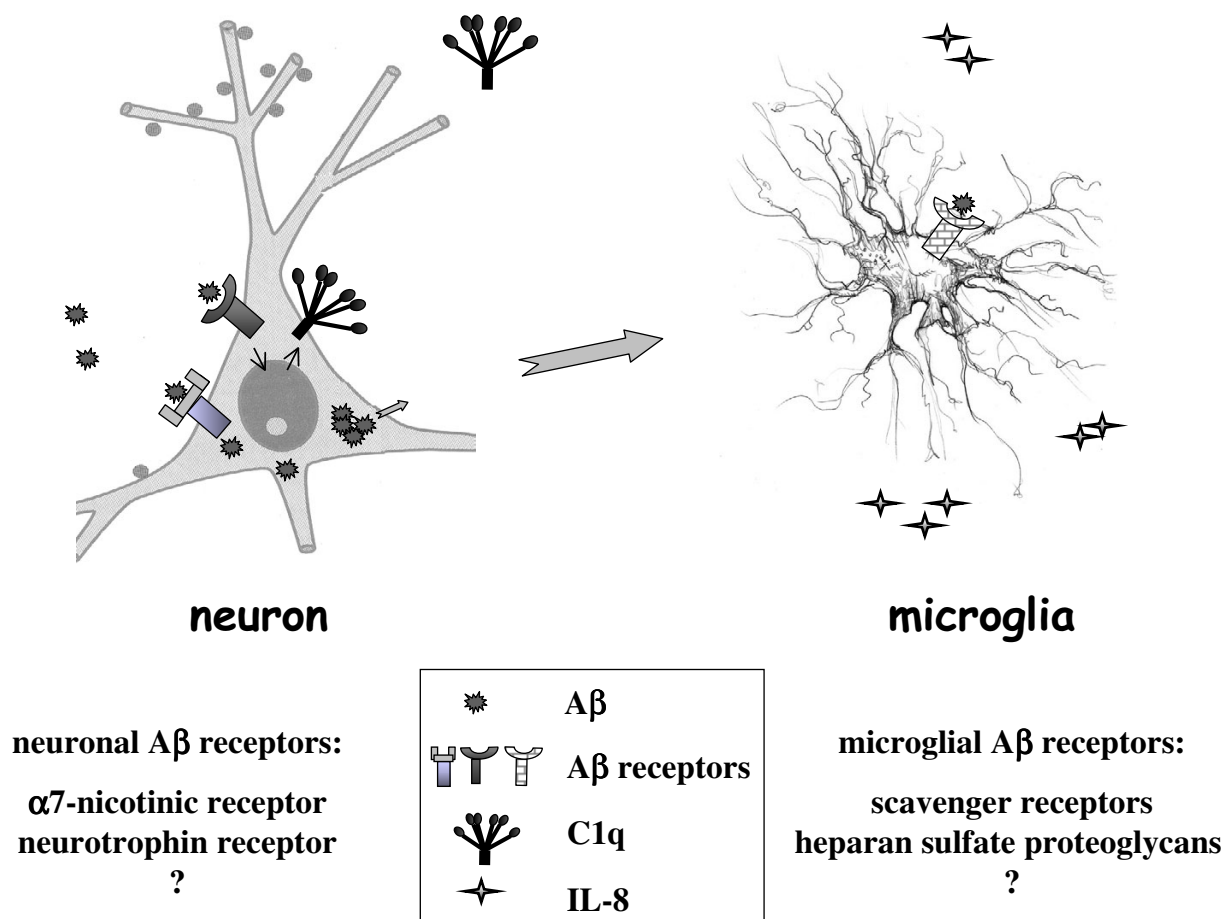 neuron
microglia
neuronal Aβ receptors:
α7-nicotinic receptor
neurotrophin receptor
?
Aβ
Aβ receptors
C1q
IL-8
microglial Aβ receptors:
scavenger receptors
heparan sulfate proteoglycans
?